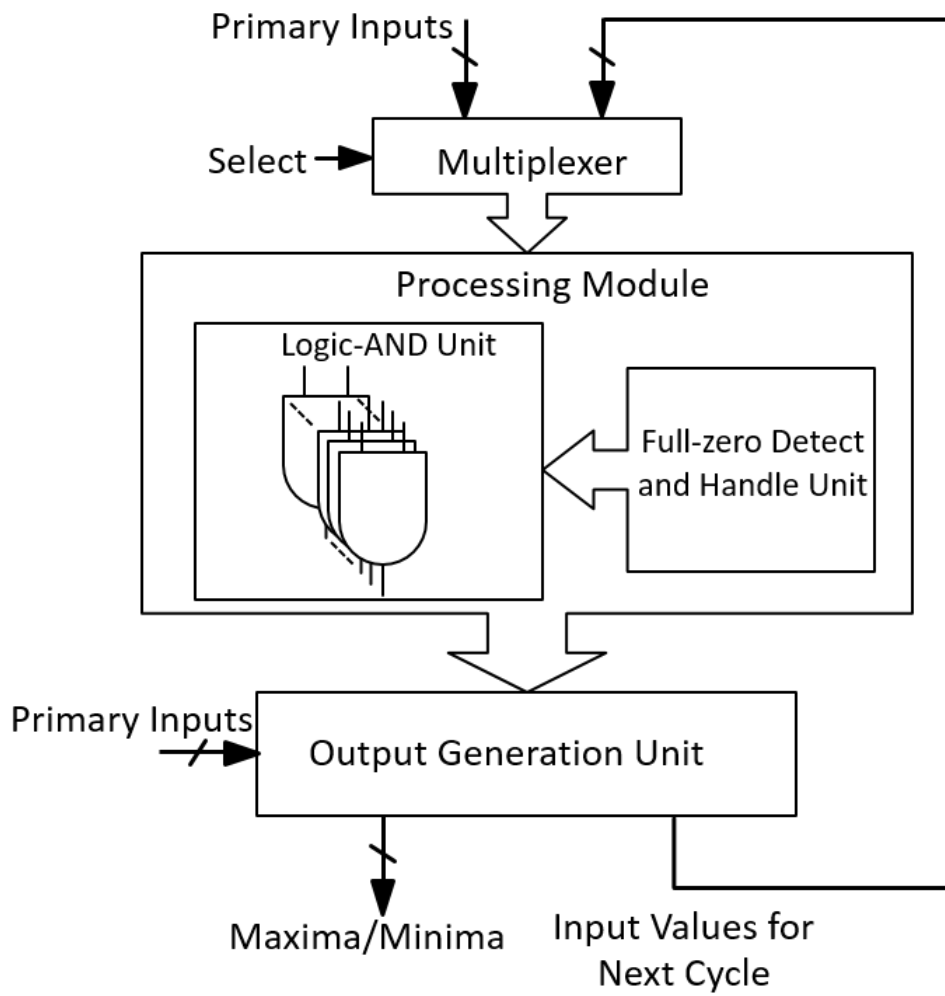 Primary Inputs
Select
Multiplexer
Processing Module
Logic-AND Unit
Full-zero Detect
and Handle Unit
Primary Inputs
Output Generation Unit
Maxima/Minima
Input Values for
Next Cycle